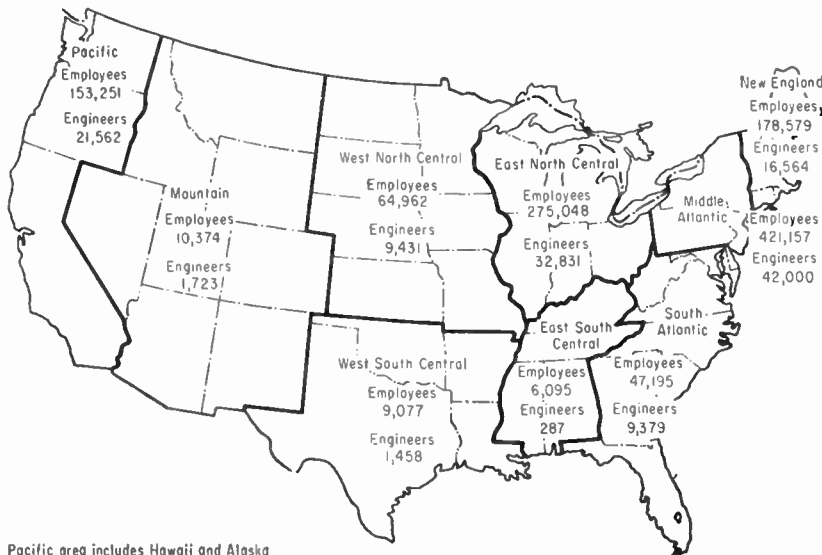 Pacific
Employees
153,251
Engineers
21,562
Mountain
Employees
10,374
Engineers
1,723
West North Central
Employees
64,962
Engineers
9,431
West South Central
Employees
9,077
Engineers
1,458
East North Central
Employees
275,048
Engineers
32,831
East South
Central
Employees
6,095
Engineers
287
New England
Employees
178,579
Engineers
16,564
Middle
Atlantic
Employees
421,157
Engineers
42,000
South
Atlantic
Employees
47,195
Engineers
9,379
Pacific area includes Hawaii and Alaska